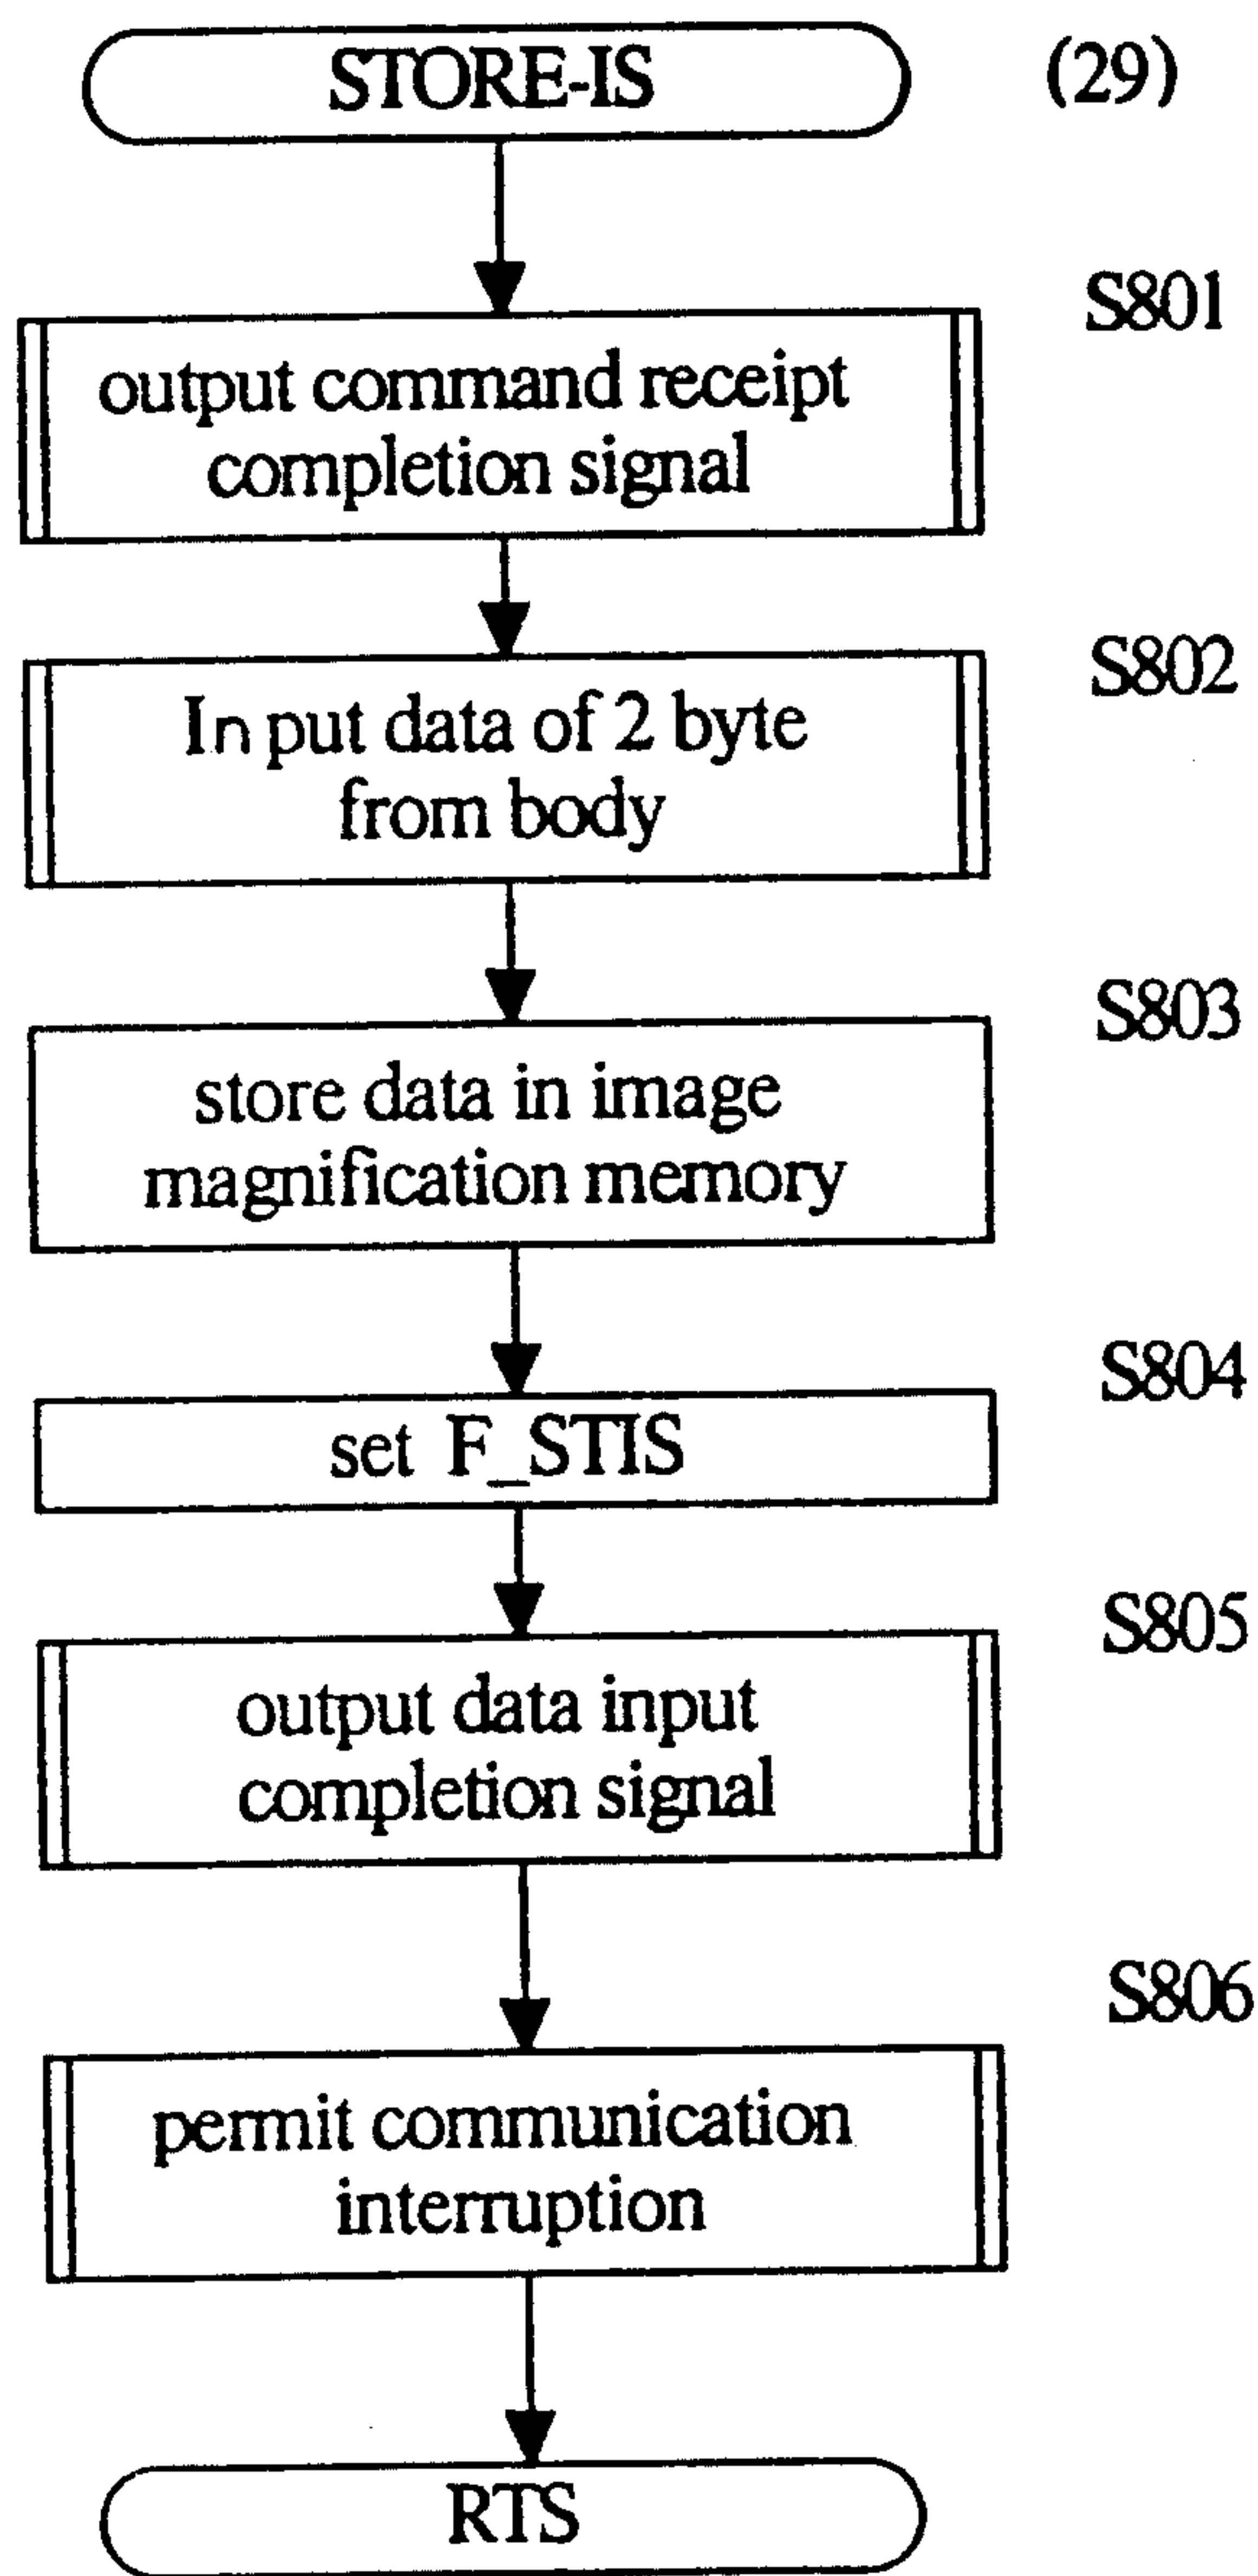 STORE-IS
(29)
S801
output command receipt
completion signal
S802
In put data of 2 byte
from body
S803
store data in image
magnification memory
S804
set F_STIS
S805
output data input
completion signal
S806
permit communication
interruption
RTS